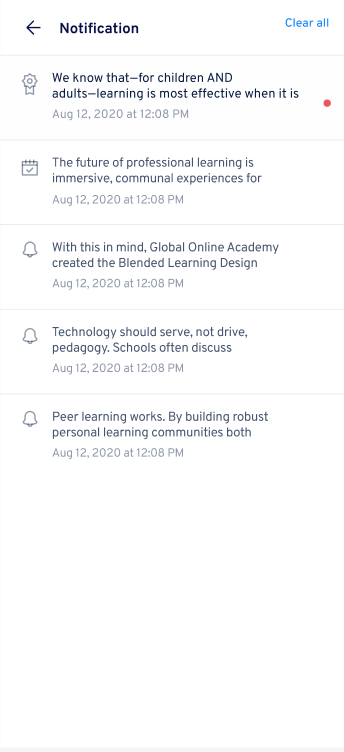 Notification
Clear all
We know that—for children AND
adults—learning is most effective when it is
Aug 12, 2020 at 12:08 PM
The future of professional learning is
immersive, communal experiences for
Aug 12, 2020 at 12:08 PM
With this in mind, Global Online Academy
created the Blended Learning Design
Aug 12, 2020 at 12:08 PM
Technology should serve, not drive,
pedagogy. Schools often discuss
Aug 12, 2020 at 12:08 PM
Peer learning works. By building robust
personal learning communities both
Aug 12, 2020 at 12:08 PM